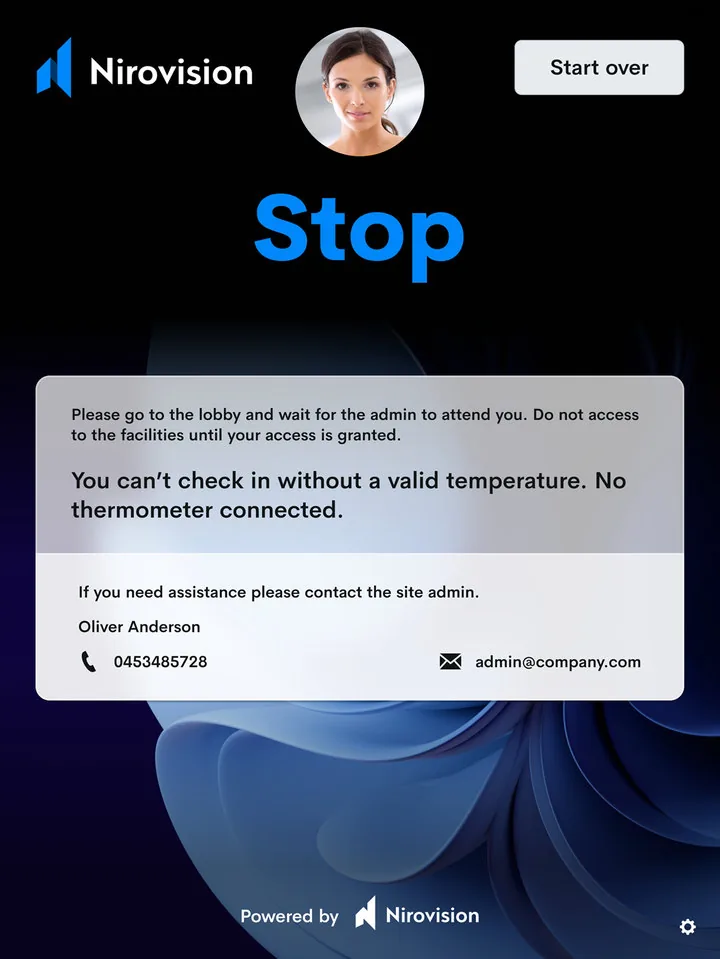 Nirovision
Start over
Stop
Please go to the lobby and wait for the admin to attend you. Do not access
to the facilities until your access is granted.
You can’t check in without a valid temperature. No
thermometer connected.
If you need assistance please contact the site admin.
Oliver Anderson
0453485728
admin@company.com
Powered by Nirovision